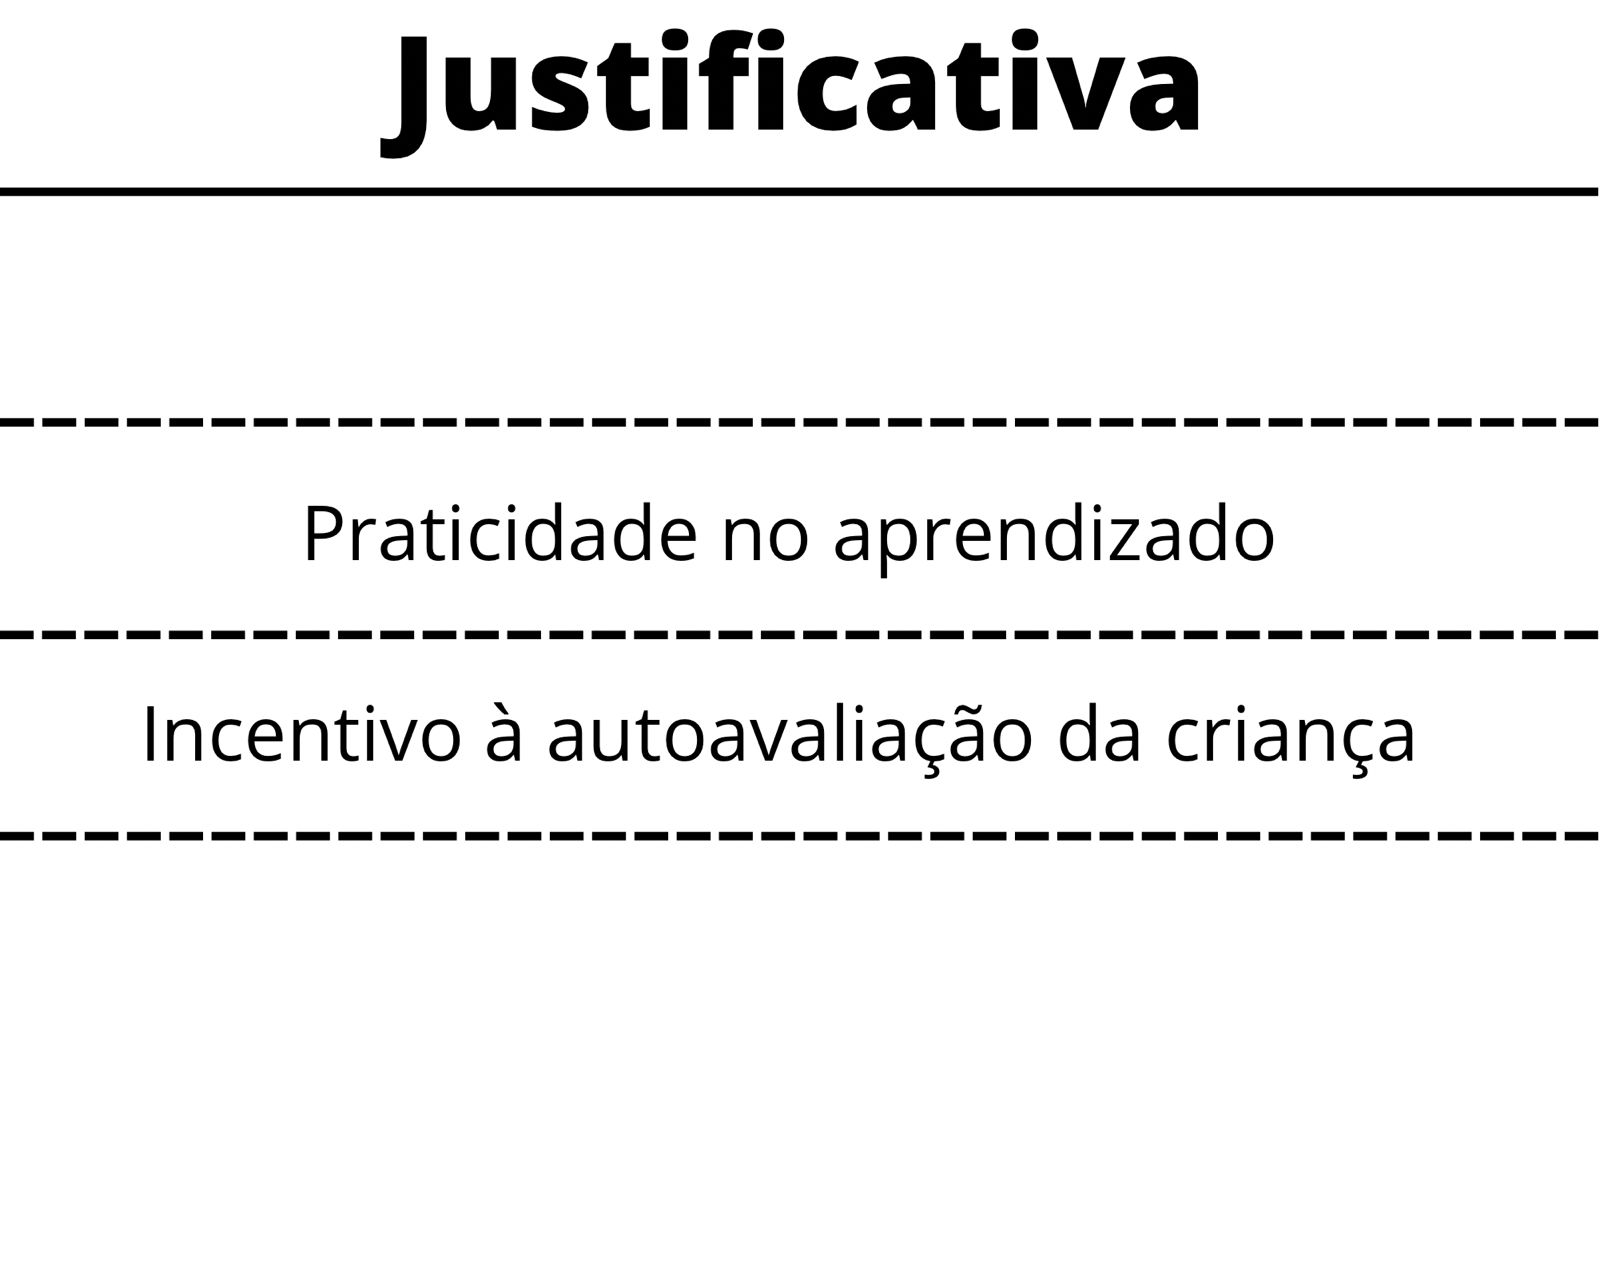 Justificativa
Praticidade no aprendizado
Incentivo à autoavaliação da criança